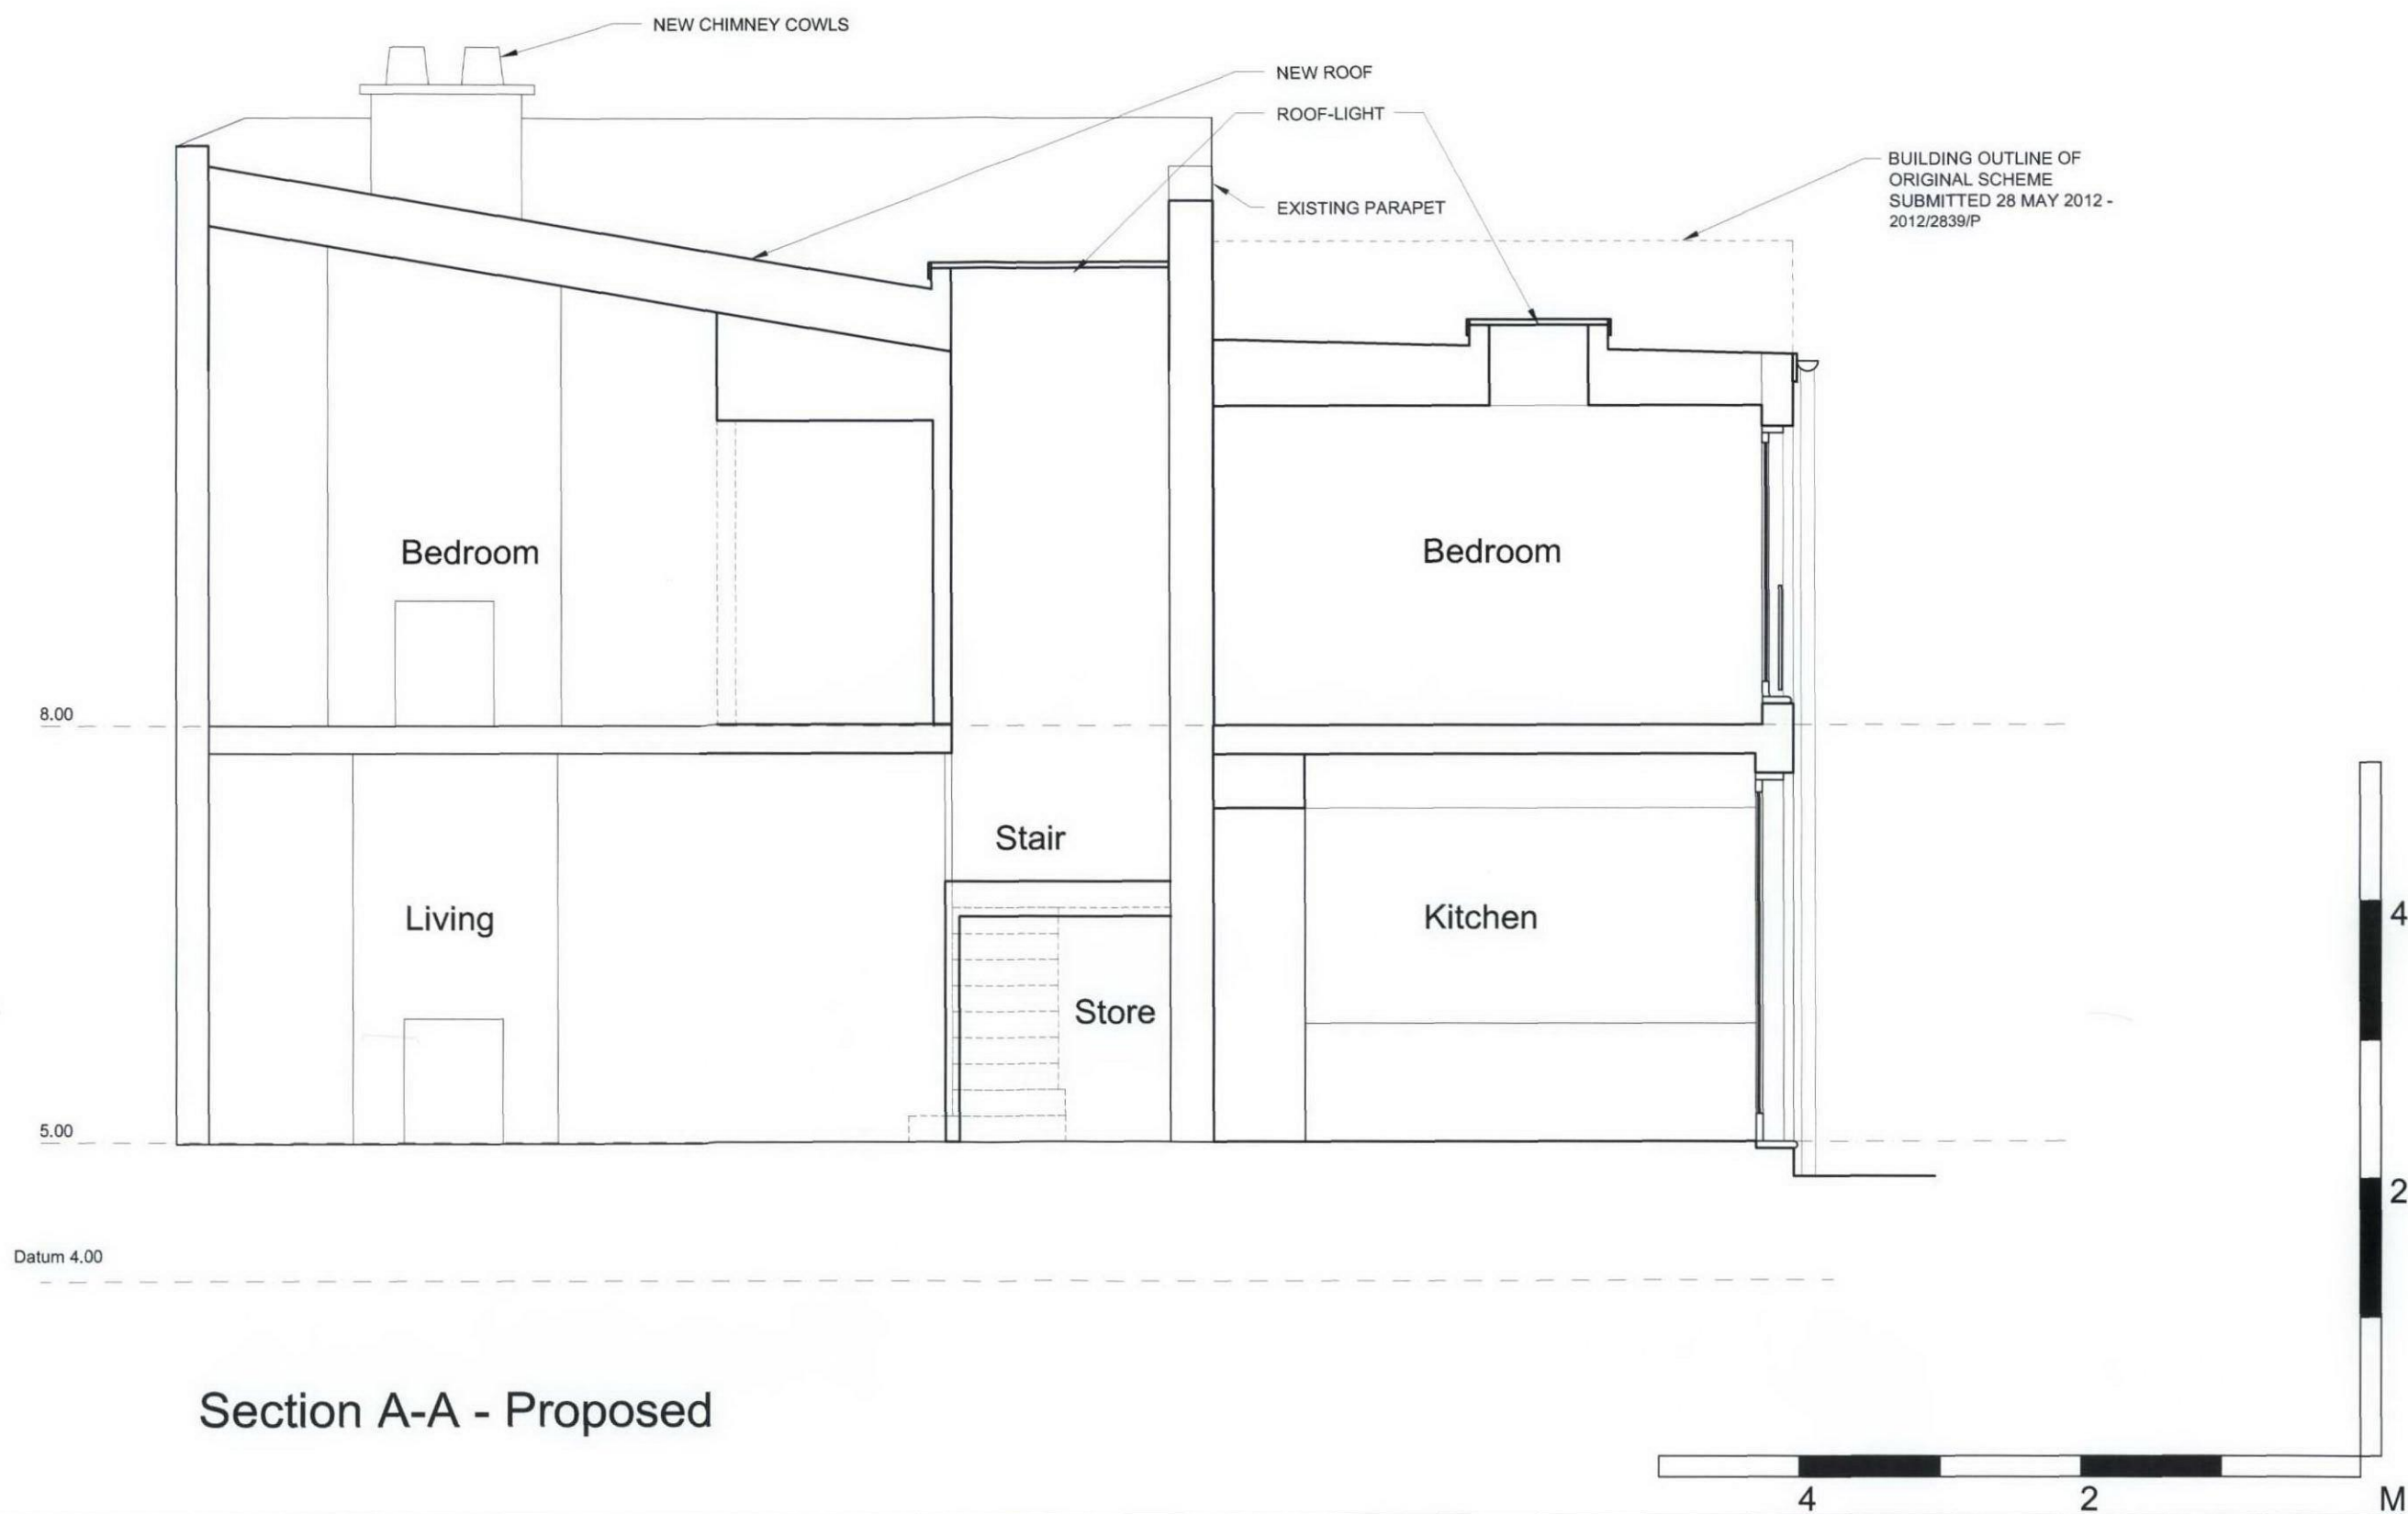 NEW CHIMNEY COWLS
NEW ROOF
ROOF-LIGHT
BUILDING OUTLINE OF
ORIGINAL SCHEME
SUBMITTED 28 MAY 2012 -
2012/2839/P
EXISTING PARAPET
Bedroom
Bedroom
8.00
Stair
Living
Kitchen
4
Store
5.00
2
Datum 4.00
Section A-A - Proposed
4
2
M